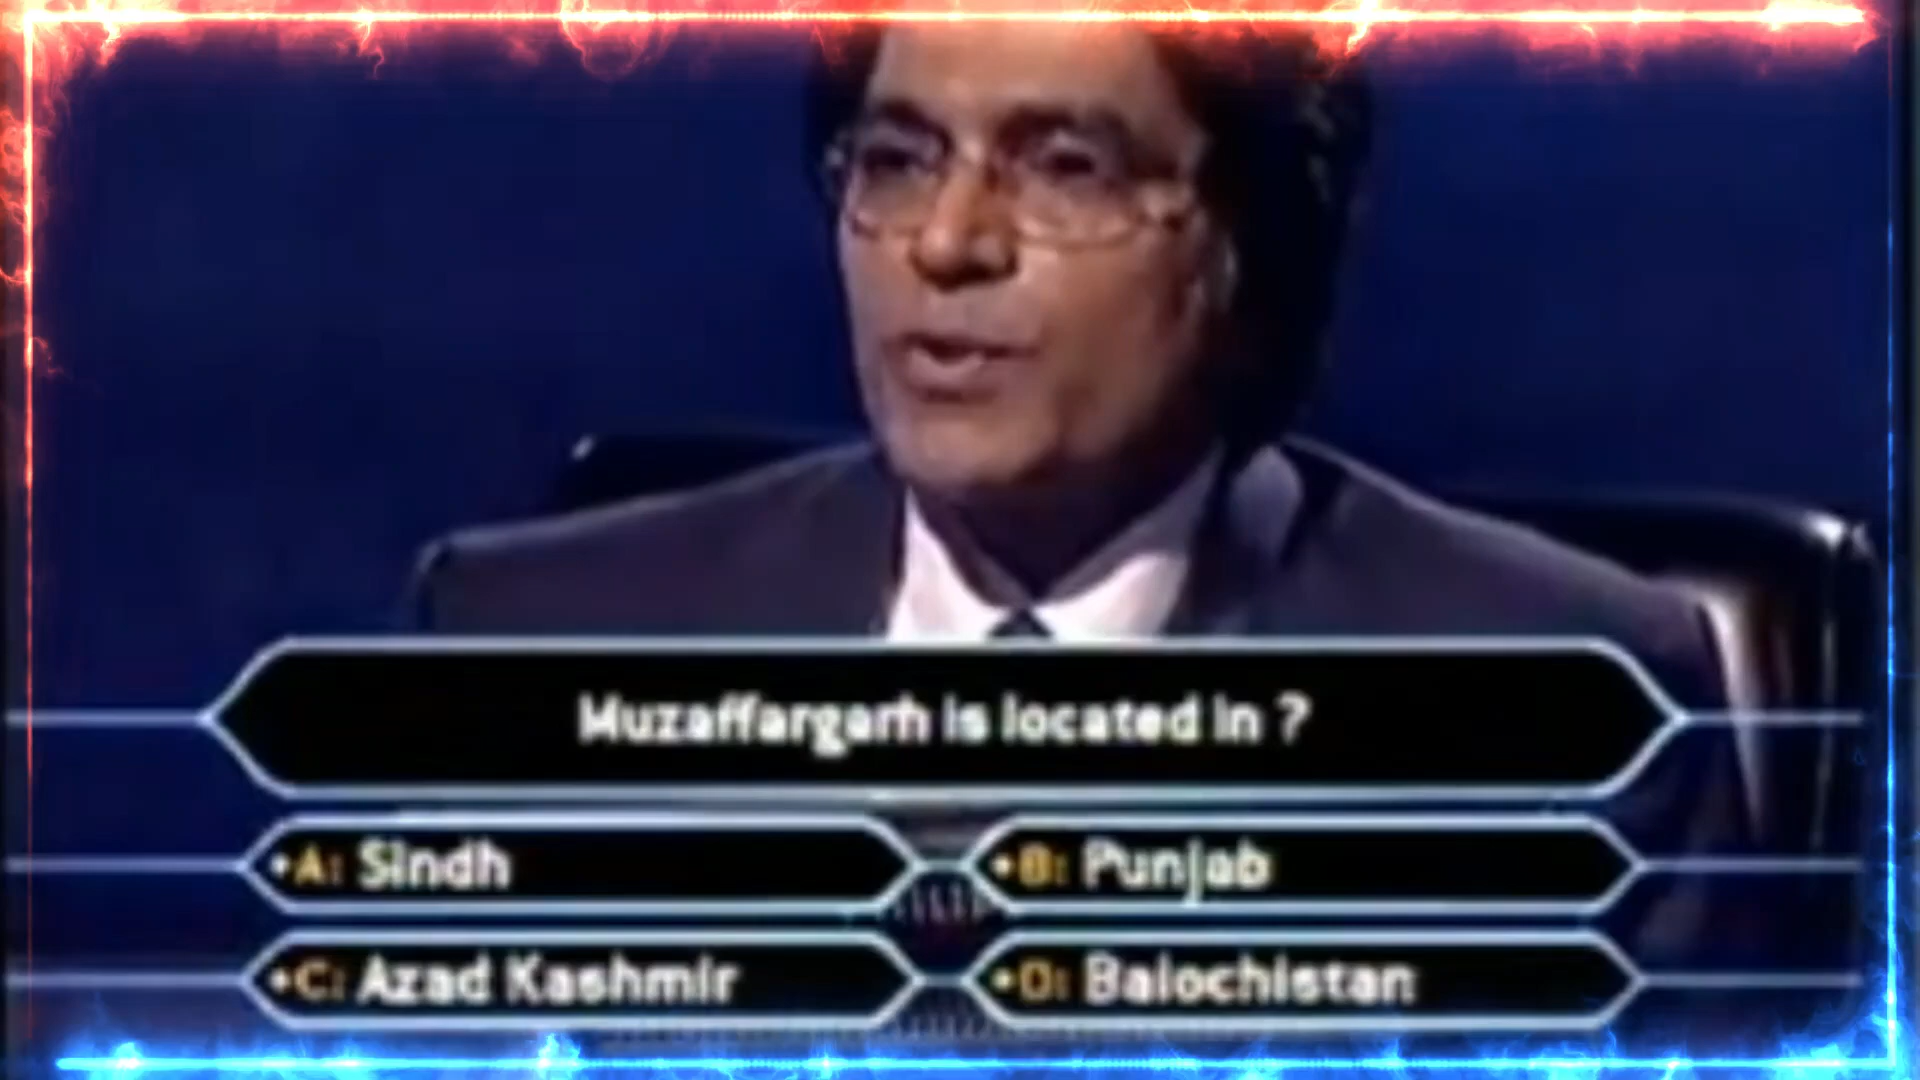 Muzaffargarh is located in ?
A: Sindh
B: Punjab
C: Azad Kashmir
D: Balochistan